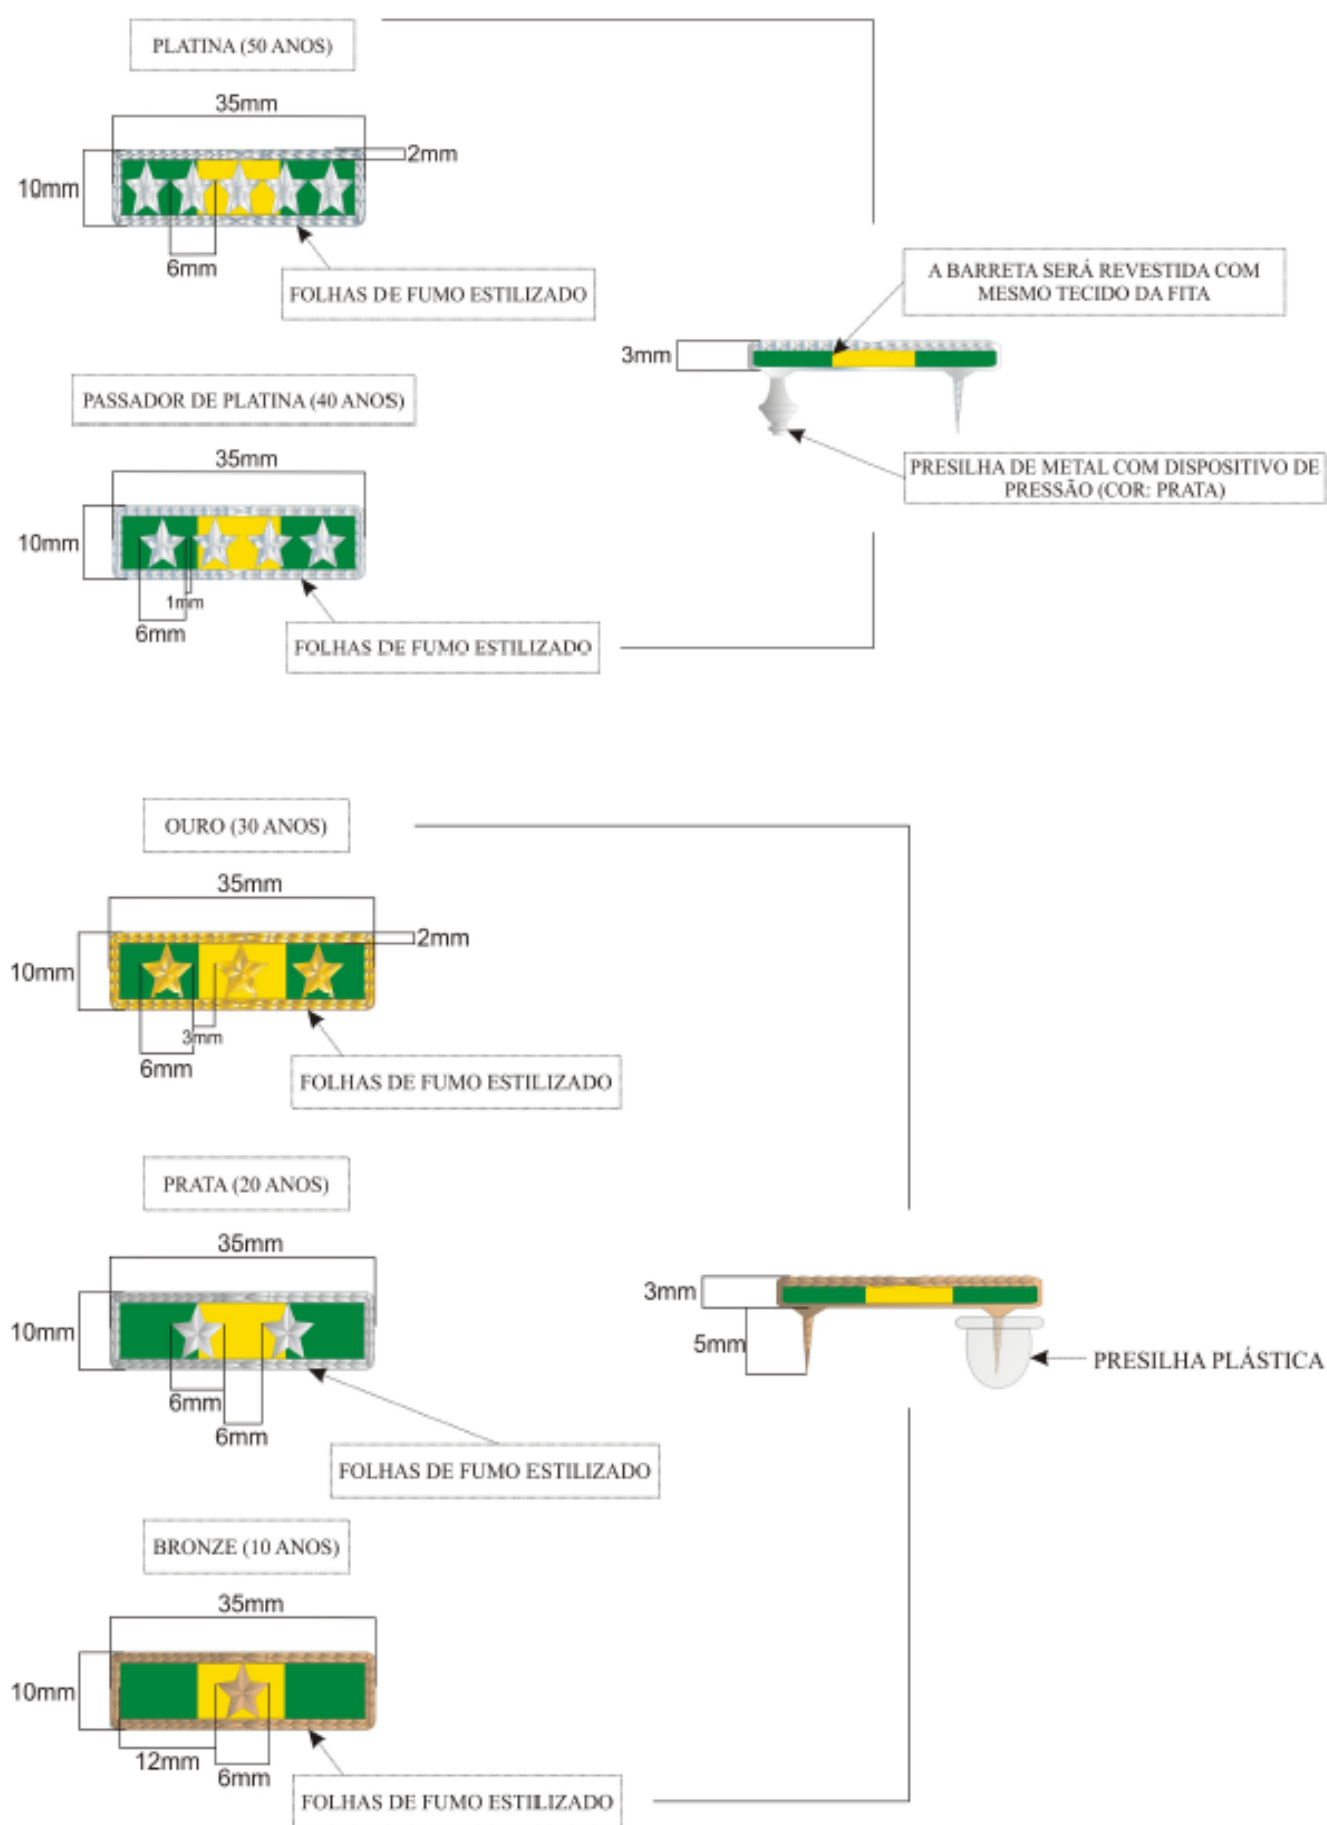 PLATINA (50 ANOS)
35mm
2mm
10mm
6mm
FOLHAS DE FUMO ESTILIZADO
A BARRETA SERÁ REVESTIDA COM
MESMO TECIDO DA FITA
3mm
PASSADOR DE PLATINA (40 ANOS)
35mm
PRESILHA DE METAL COM DISPOSITIVO DE
PRESSÃO (COR: PRATA)
10mm
1mm
6mm
FOLHAS DE FUMO ESTILIZADO
OURO (30 ANOS)
35mm
2mm
10mm
3mm
6mm
FOLHAS DE FUMO ESTILIZADO
PRATA (20 ANOS)
35mm
10mm
6mm
6mm
FOLHAS DE FUMO ESTILIZADO
3mm
5mm
PRESILHA PLÁSTICA
BRONZE (10 ANOS)
35mm
10mm
12mm
6mm
FOLHAS DE FUMO ESTILIZADO